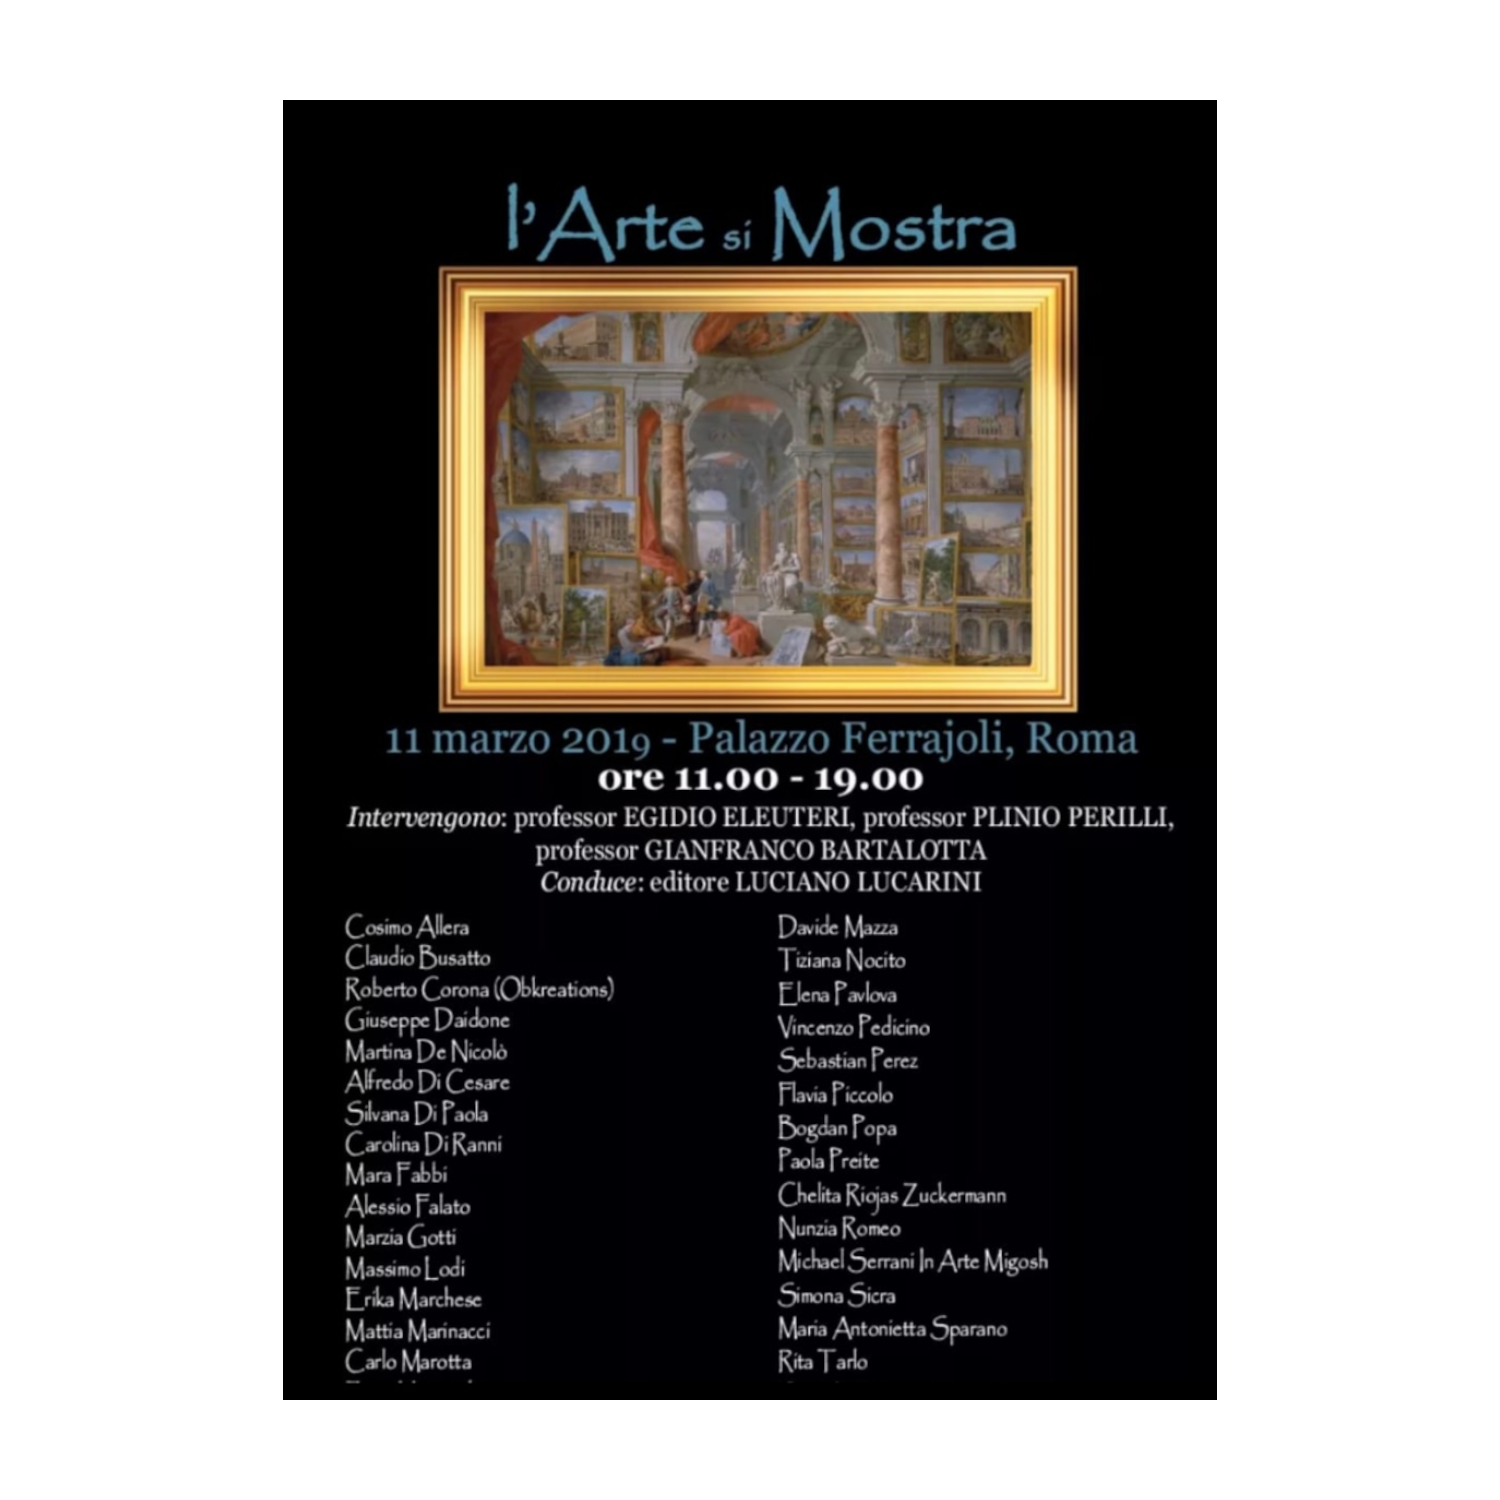 l'Arte si Mostra
11 marzo 2019 - Palazzo Ferrajoli, Roma
ore 11.00 - 19.00
Intervengono: professor EGIDIO ELEUTERI, professor PLINIO PERILLI,
professor GIANFRANCO BARTALOTTA
Conduce: editore LUCIANO LUCARINI
Cosimo Allera
Claudio Busatto
Roberto Corona (Obkreations)
Giuseppe Daidone
Martina De Nicolò
Alfredo Di Cesare
Silvana Di Paola
Carolina Di Ranni
Mara Fabbi
Alessio Falato
Marzia Gotti
Massimo Lodi
Erika Marchese
Mattia Marinacci
Carlo Marotta
Davide Mazza
Tiziana Nocito
Elena Pavlova
Vincenzo Pedicino
Sebastian Perez
Flavia Piccolo
Bogdan Popa
Paola Preite
Chelita Riojas Zuckermann
Nunzia Romeo
Michael Serrani In Arte Migosh
Simona Sicra
Maria Antonietta Sparano
Rita Tarlo